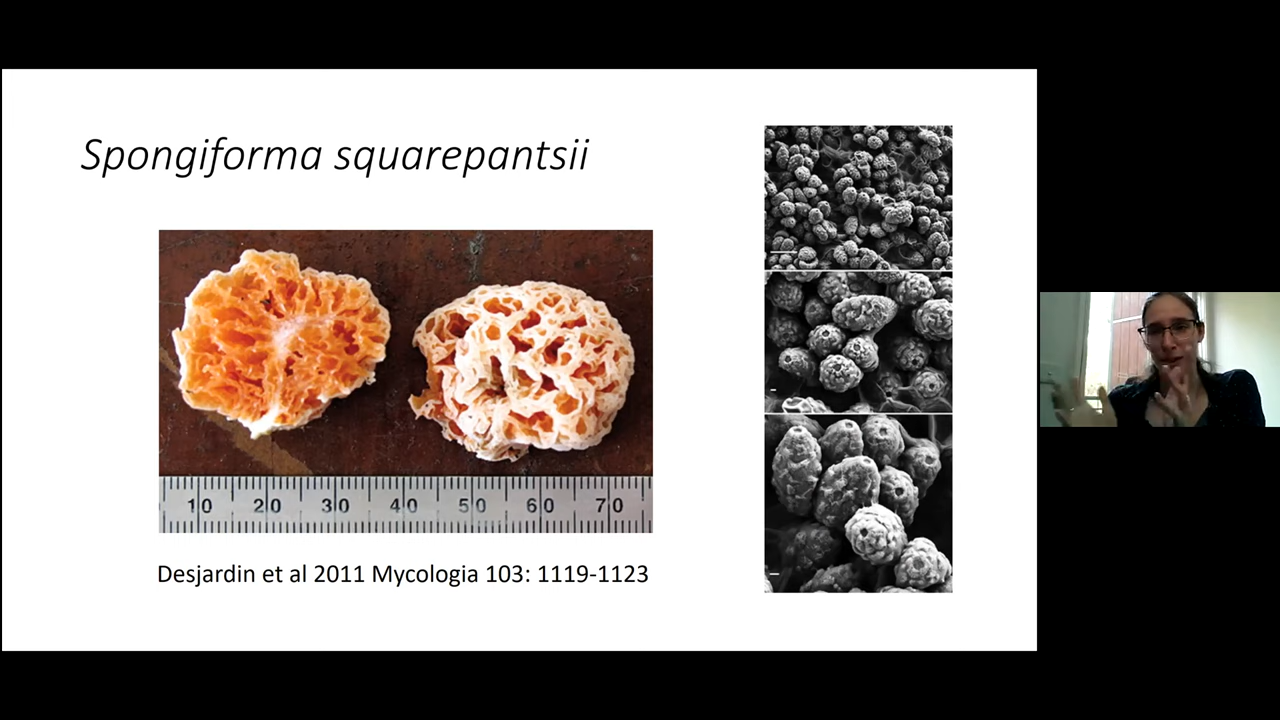 Spongiforma squarepantsii
10 20 30 40 50 60 70
Desjardin et al 2011 Mycologia 103: 1119-1123